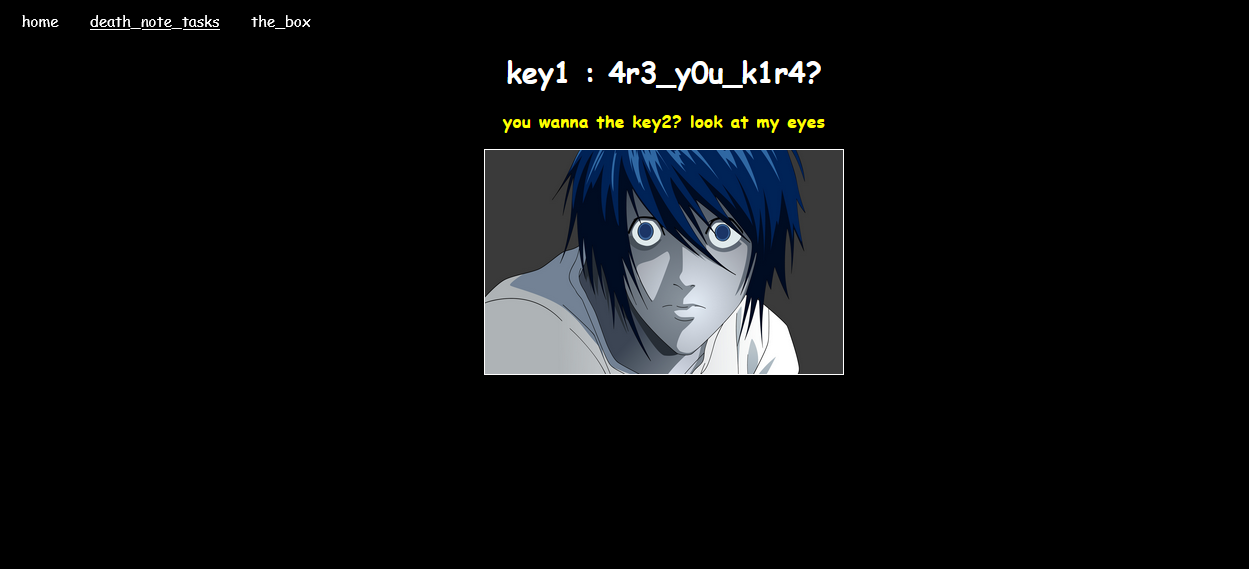 home death_note_tasks the_box
key1 : 4r3_y0u_k1r4?
you wanna the key2? look at my eyes